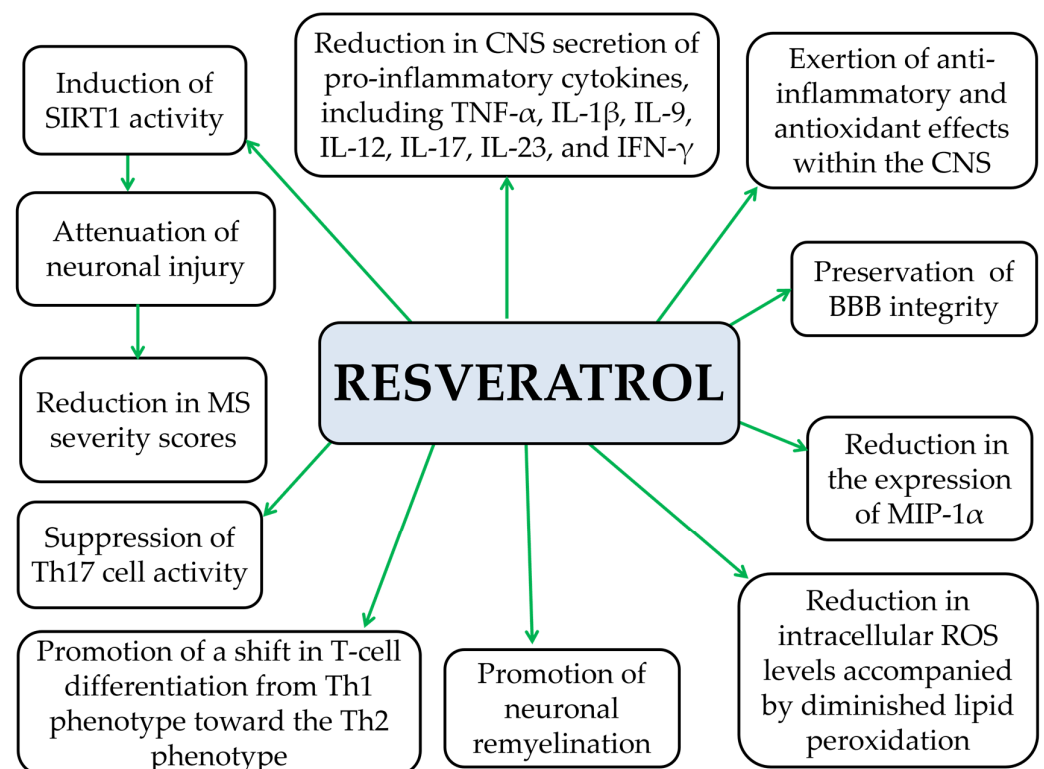 Induction of
SIRT1 activity
Reduction in CNS secretion of
pro-inflammatory cytokines,
including TNF-α, IL-1β, IL-9,
IL-12, IL-17, IL-23, and IFN-γ
Exertion of anti-
inflammatory and
antioxidant effects
within the CNS
Attenuation of
neuronal injury
Preservation of
BBB integrity
RESVERATROL
Reduction in MS
severity scores
Reduction in
the expression
of MIP-1α
Suppression of
Th17 cell activity
Promotion of a shift in T-cell
differentiation from Th1
phenotype toward the Th2
phenotype
Promotion of
neuronal
remyelination
Reduction in
intracellular ROS
levels accompanied
by diminished lipid
peroxidation